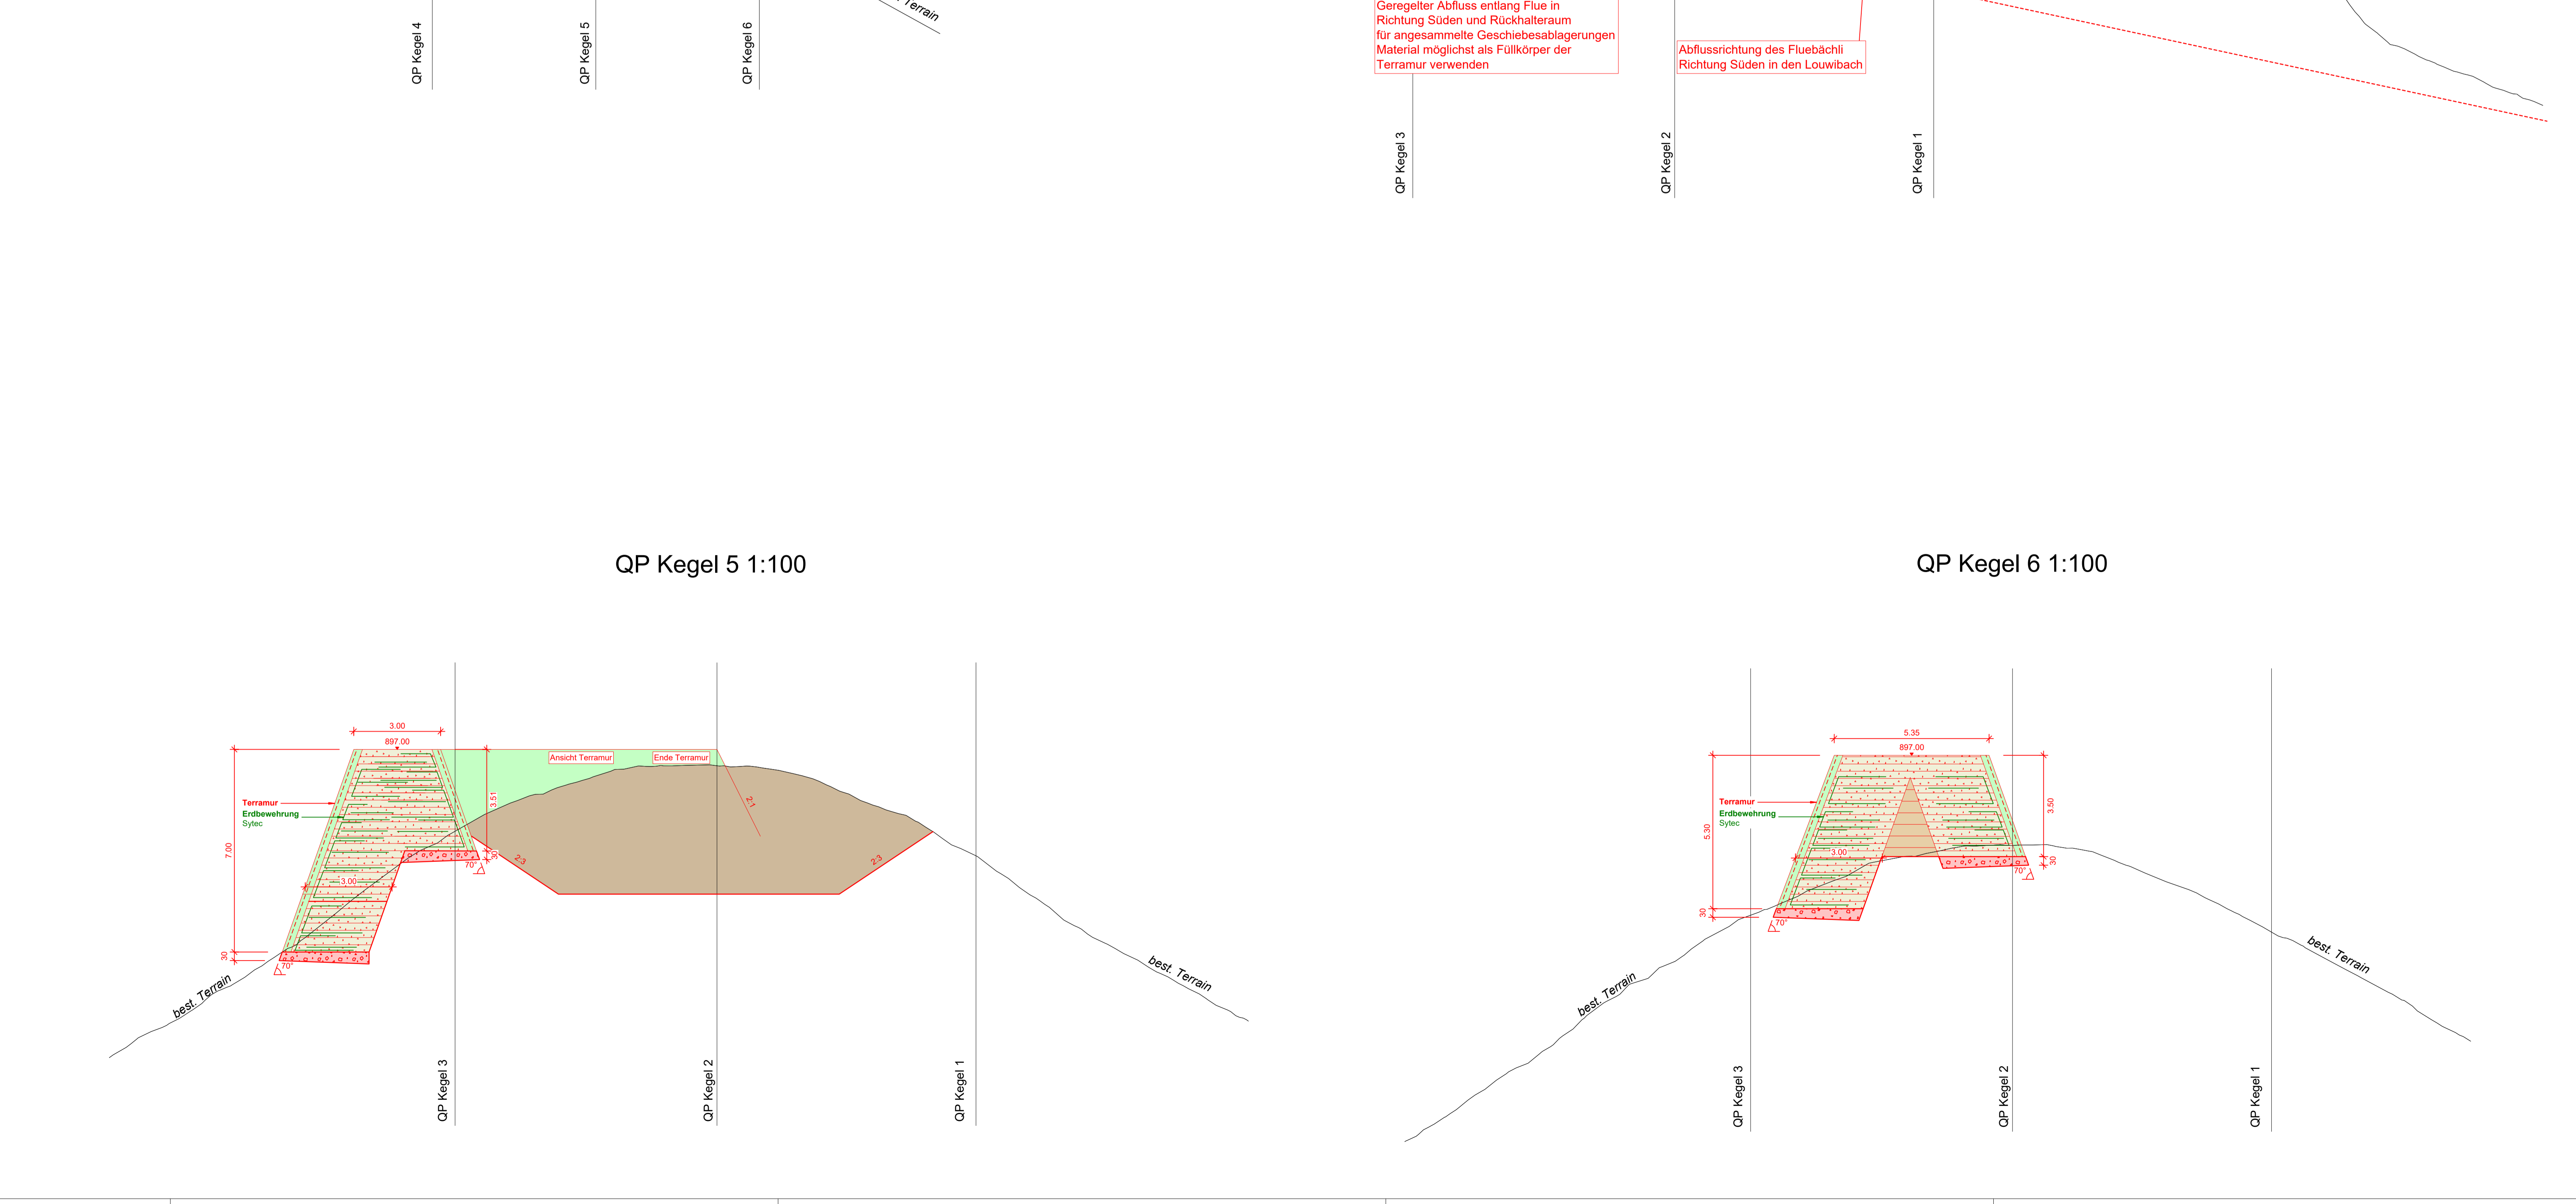 Terrain
QP Kegel 4
QP Kegel 5
QP Kegel 6
Geregelter Abfluss entlang Flue in
Richtung Süden und Rückhalteraum
für angesammelte Geschiebesablagerungen
Material möglichst als Füllkörper der
Terramur verwenden
Abflussrichtung des Fluebächli
Richtung Süden in den Louwibach
QP Kegel 3
QP Kegel 2
QP Kegel 1
QP Kegel 5 1:100
3.00
897.00
Ansicht Terramur
Ende Terramur
Terramur
Erdbewehrung
Sytec
7.00
3.51
2:1
30
70°
2:3
2:3
3.00
30
70°
best. Terrain
best. Terrain
QP Kegel 3
QP Kegel 2
QP Kegel 1
QP Kegel 6 1:100
5.35
897.00
Terramur
Erdbewehrung
Sytec
5.30
3.50
3.00
30
70°
30
70°
best. Terrain
best. Terrain
QP Kegel 3
QP Kegel 2
QP Kegel 1